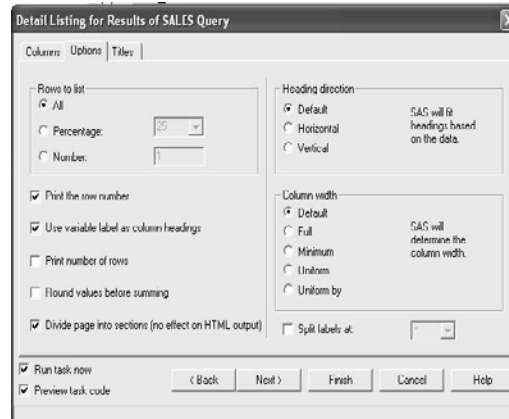 Detail Listing for Results of SALES Query
Columns Options Titles
Rows to list
All
Percentage: 25
Number: 1
Print the row number
Use variable label as column headings
Print number of rows
Round values before summing
Divide page into sections (no effect on HTML output)
Heading direction
Default
Horizontal
Vertical
SAS will fit
headings based
on the data.
Column width
Default
Full
Minimum
Uniform
Uniform by
SAS will
determine the
column width.
Split labels at: *
Run task now
Preview task code
< Back Next > Finish Cancel Help